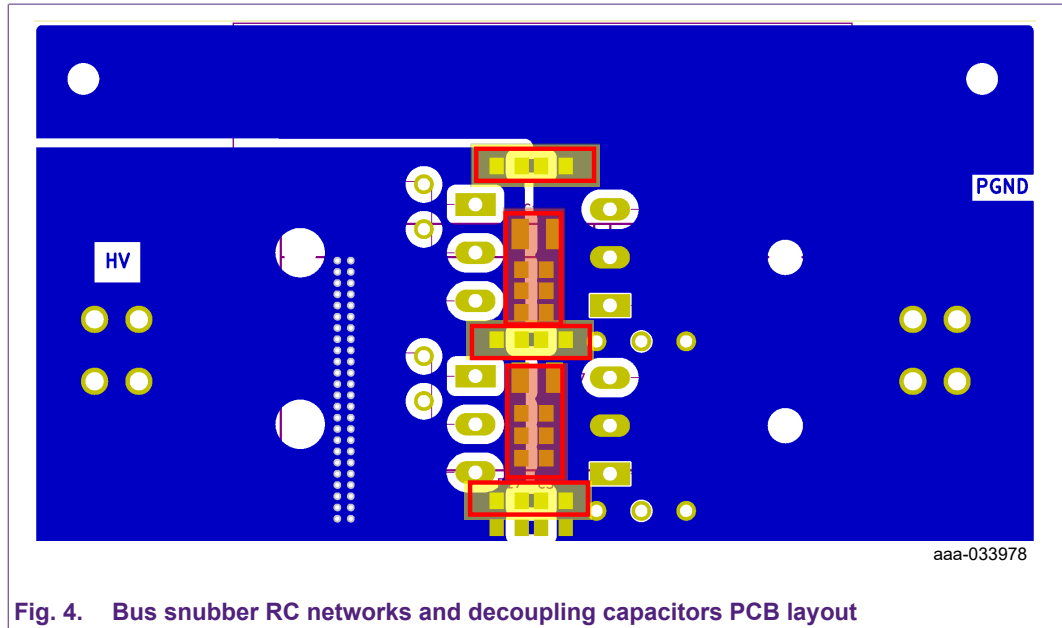 PGND
HV
aaa-033978
Fig. 4. Bus snubber RC networks and decoupling capacitors PCB layout